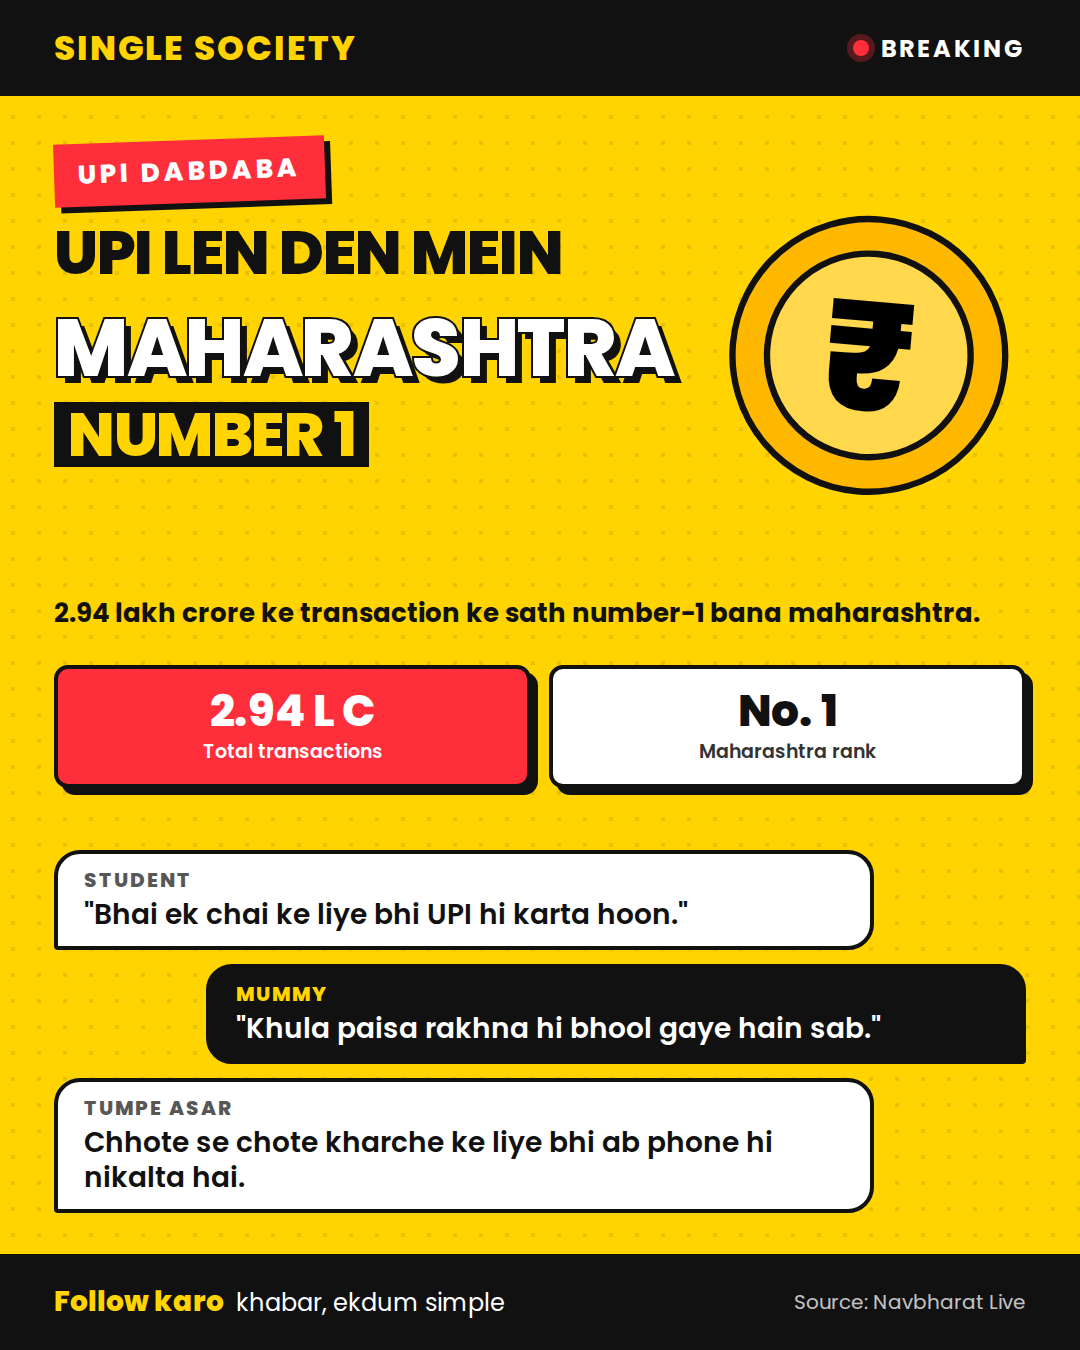 SINGLE SOCIETY
BREAKING
UPI DABDABA
UPI LEN DEN MEIN
MAHARASHTRA
NUMBER 1
₹
2.94 lakh crore ke transaction ke sath number-1 bana maharashtra.
2.94 L C
Total transactions
No. 1
Maharashtra rank
STUDENT
"Bhai ek chai ke liye bhi UPI hi karta hoon."
MUMMY
"Khula paisa rakhna hi bhool gaye hain sab."
TUMPE ASAR
Chhote se chote kharche ke liye bhi ab phone hi
nikalta hai.
Follow karo khabar, ekdum simple
Source: Navbharat Live